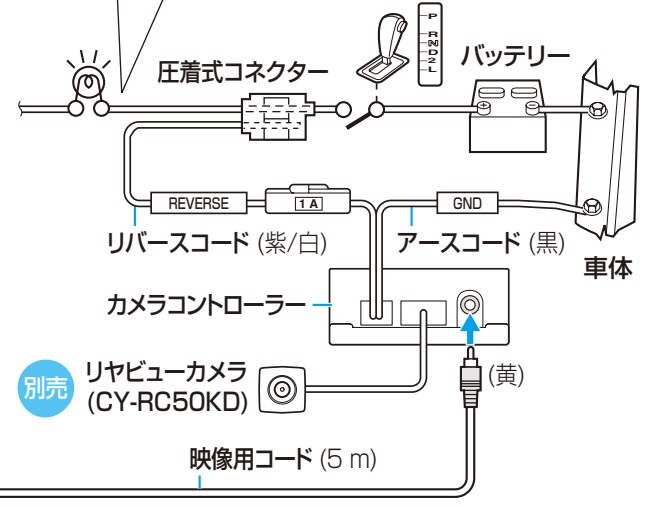 P
R
N
D
2
L
圧着式コネクター
バッテリー
REVERSE
1 A
GND
リバースコード (紫/白)
アースコード (黒)
車体
カメラコントローラー
別売
リヤビューカメラ
(CY-RC50KD)
(黄)
映像用コード (5 m)